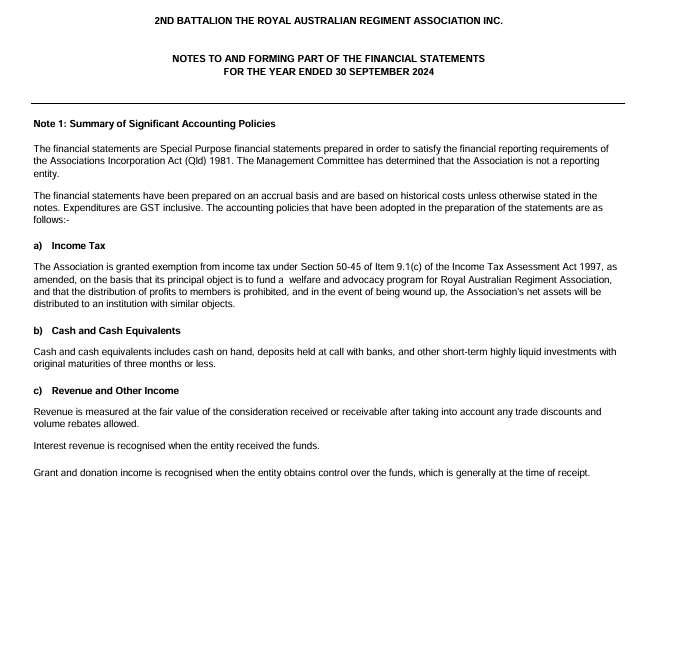 2ND BATTALION THE ROYAL AUSTRALIAN REGIMENT ASSOCIATION INC.
NOTES TO AND FORMING PART OF THE FINANCIAL STATEMENTS
FOR THE YEAR ENDED 30 SEPTEMBER 2024
Note 1: Summary of Significant Accounting Policies
The financial statements are Special Purpose financial statements prepared in order to satisfy the financial reporting requirements of
the Associations Incorporation Act (Qld) 1981. The Management Committee has determined that the Association is not a reporting
entity.
The financial statements have been prepared on an accrual basis and are based on historical costs unless otherwise stated in the
notes. Expenditures are GST inclusive. The accounting policies that have been adopted in the preparation of the statements are as
follows:-
a) Income Tax
The Association is granted exemption from income tax under Section 50-45 of Item 9.1(c) of the Income Tax Assessment Act 1997, as
amended, on the basis that its principal object is to fund a welfare and advocacy program for Royal Australian Regiment Association,
and that the distribution of profits to members is prohibited, and in the event of being wound up, the Association's net assets will be
distributed to an institution with similar objects.
b) Cash and Cash Equivalents
Cash and cash equivalents includes cash on hand, deposits held at call with banks, and other short-term highly liquid investments with
original maturities of three months or less.
c) Revenue and Other Income
Revenue is measured at the fair value of the consideration received or receivable after taking into account any trade discounts and
volume rebates allowed.
Interest revenue is recognised when the entity received the funds.
Grant and donation income is recognised when the entity obtains control over the funds, which is generally at the time of receipt.